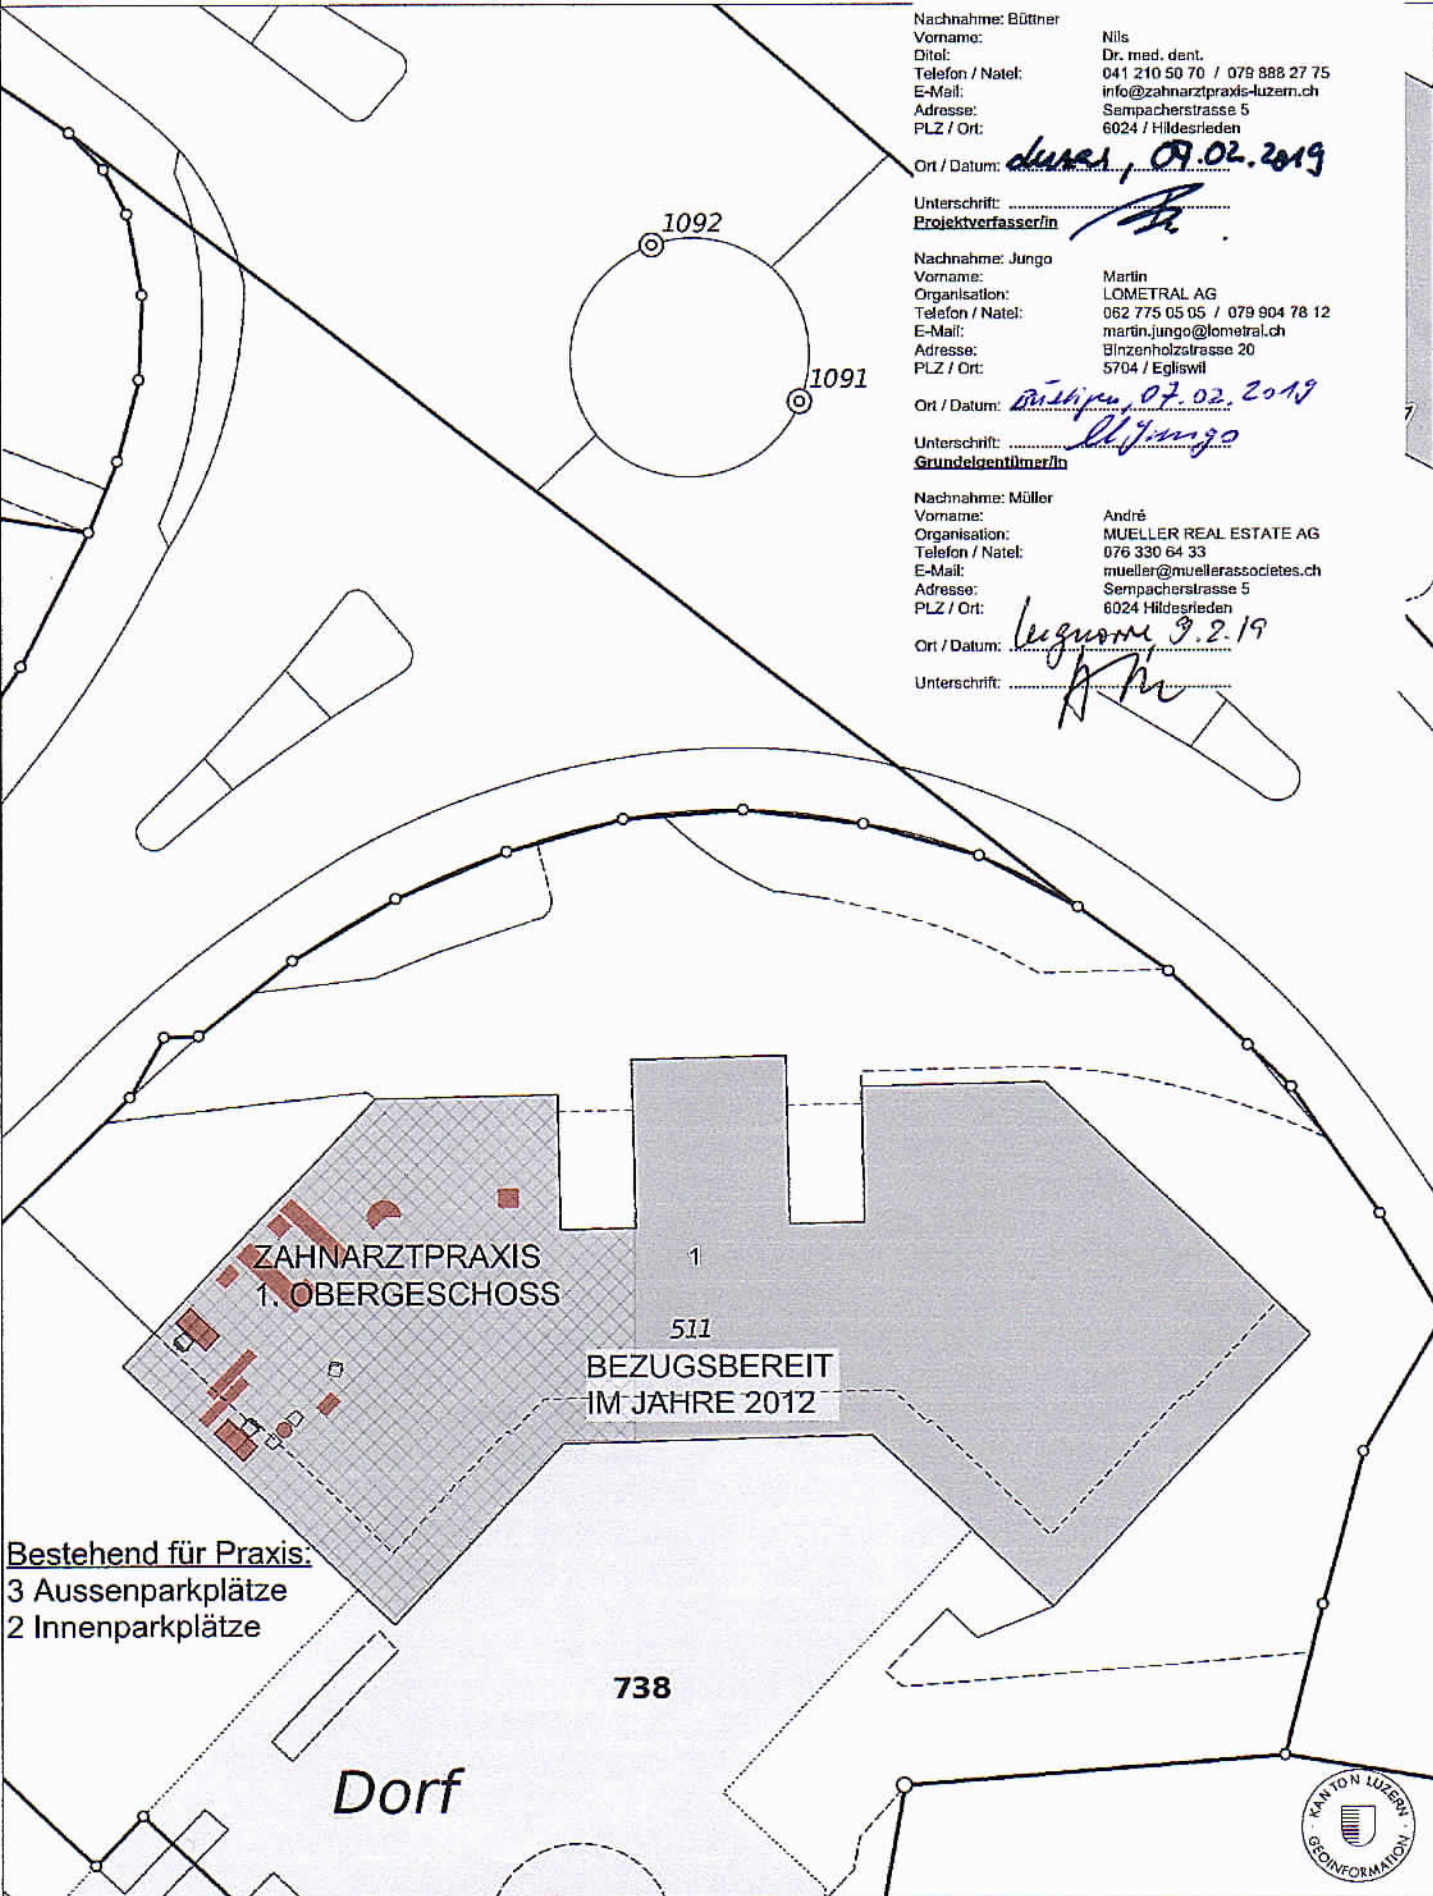 Nachnahme: Büttner
Vorname: Nils
Ditel: Dr. med. dent.
Telefon / Natel: 041 210 50 70 / 079 888 27 75
E-Mail: info@zahnarztpraxis-luzern.ch
Adresse: Sempacherstrasse 5
PLZ / Ort: 6024 / Hildesrieden
Ort / Datum: 07.02.2019
Unterschrift:
Projektverfasser/in
Nachnahme: Jungo
Vorname: Martin
Organisation: LOMETRAL AG
Telefon / Natel: 062 775 05 05 / 079 904 78 12
E-Mail: martin.jungo@lometral.ch
Adresse: Binzenholzstrasse 20
PLZ / Ort: 5704 / Egliswil
Ort / Datum: 07.02.2019
Unterschrift: MJungo
Grundeigentümer/in
Nachnahme: Müller
Vorname: André
Organisation: MUELLER REAL ESTATE AG
Telefon / Natel: 076 330 64 33
E-Mail: mueller@muellerassocietes.ch
Adresse: Sempacherstrasse 5
PLZ / Ort: 6024 Hildesrieden
Ort / Datum: Lugnorre, 9.2.19
Unterschrift:
1092
1091
ZAHNARZTPRAXIS
1. OBERGESCHOSS
1
511
BEZUGSBEREIT
IM JAHRE 2012
Bestehend für Praxis:
3 Aussenparkplätze
2 Innenparkplätze
738
Dorf
KANTON LUZERN
GEOINFORMATION